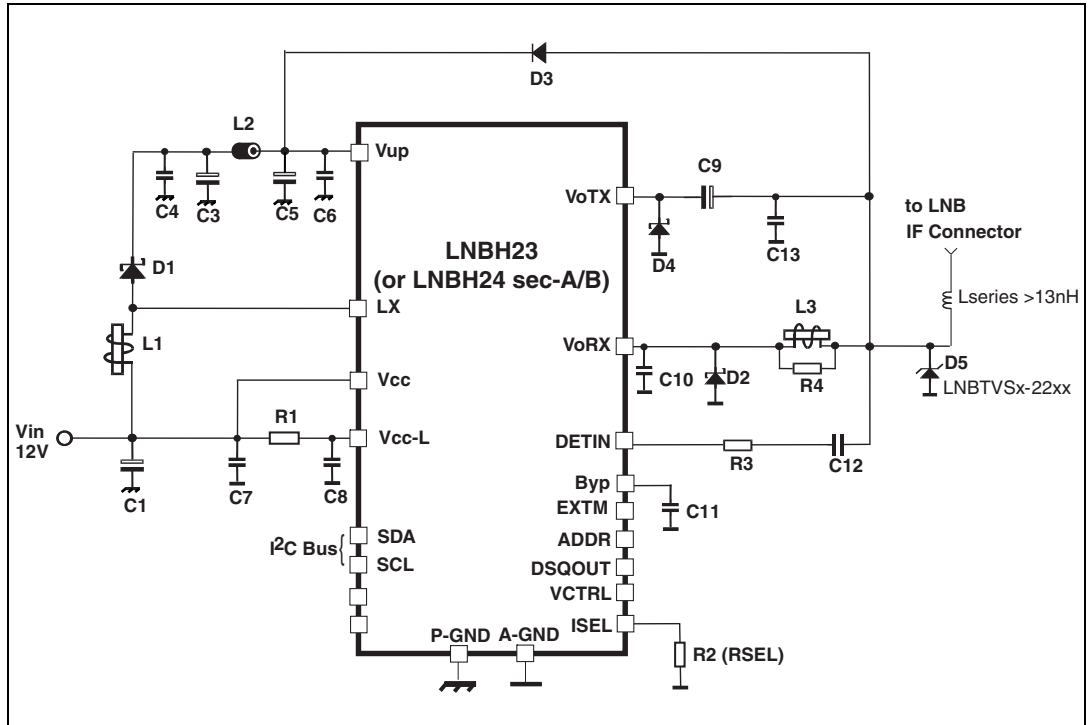 D3
L2
Vup
C9
C4
C3
C5
C6
VoTX
to LNB
IF Connector
LNBH23
(or LNBH24 sec-A/B)
D4
C13
D1
LX
L3
Lseries >13nH
L1
VoRX
C10
D2
R4
D5
LNBTVSx-22xx
Vcc
R1
Vin
12V
Vcc-L
DETIN
R3
C12
C1
C7
C8
Byp
C11
EXTM
I2C Bus
SDA
SCL
ADDR
DSQOUT
VCTRL
ISEL
P-GND A-GND
R2 (RSEL)